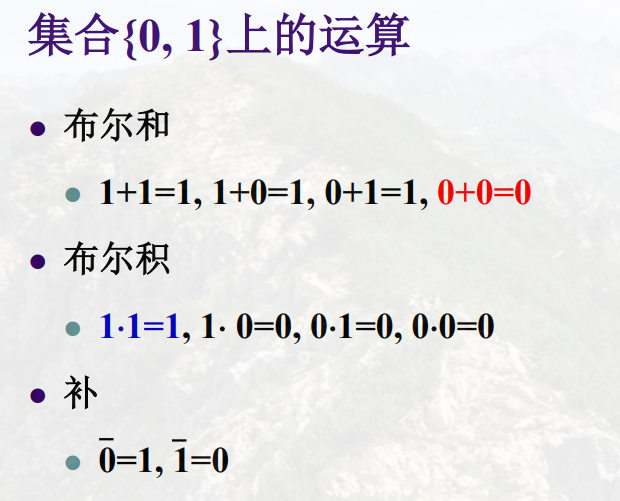 集合{0, 1}上的运算
布尔和
1+1=1, 1+0=1, 0+1=1, 0+0=0
布尔积
1·1=1, 1· 0=0, 0·1=0, 0·0=0
补
0̅=1, 1̅=0